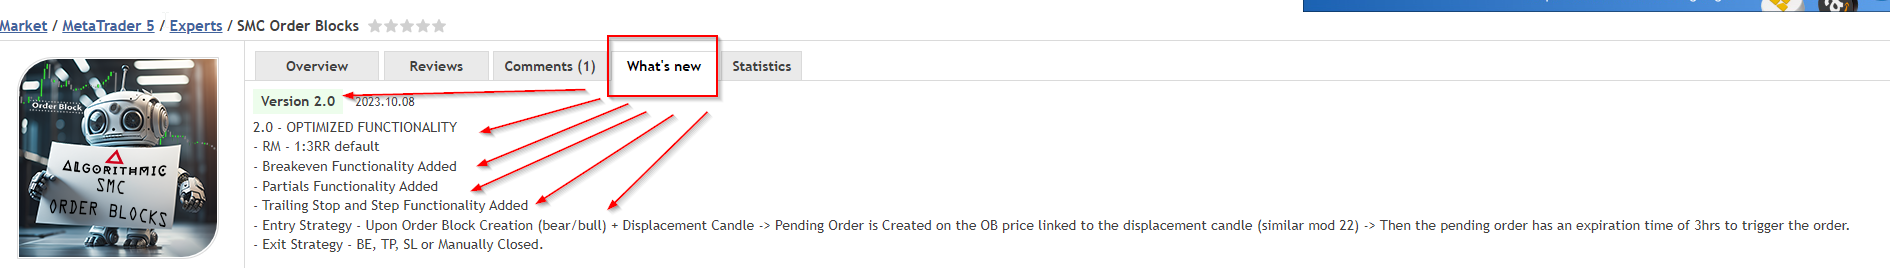 Market / MetaTrader 5 / Experts / SMC Order Blocks
Overview
Reviews
Comments (1)
What's new
Statistics
Order Block
ALGORITHMIC
SMC
ORDER BLOCKS
Version 2.0 2023.10.08
2.0 - OPTIMIZED FUNCTIONALITY
- RM - 1:3RR default
- Breakeven Functionality Added
- Partials Functionality Added
- Trailing Stop and Step Functionality Added
- Entry Strategy - Upon Order Block Creation (bear/bull) + Displacement Candle -> Pending Order is Created on the OB price linked to the displacement candle (similar mod 22) -> Then the pending order has an expiration time of 3hrs to trigger the order.
- Exit Strategy - BE, TP, SL or Manually Closed.